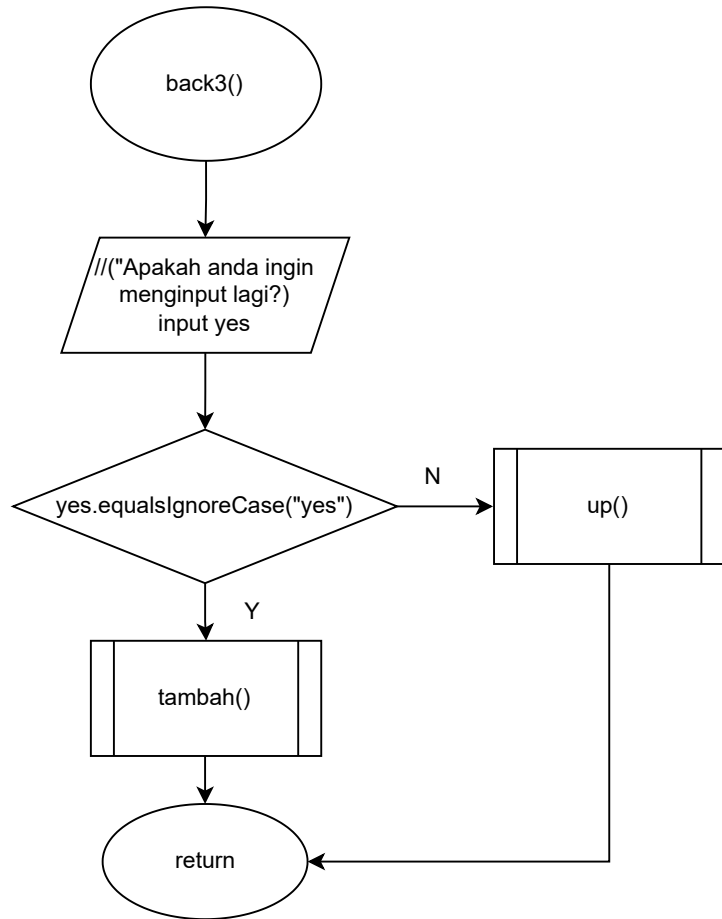 back3()
//("Apakah anda ingin
menginput lagi?)
input yes
yes.equalsIgnoreCase("yes")
N
up()
Y
tambah()
return